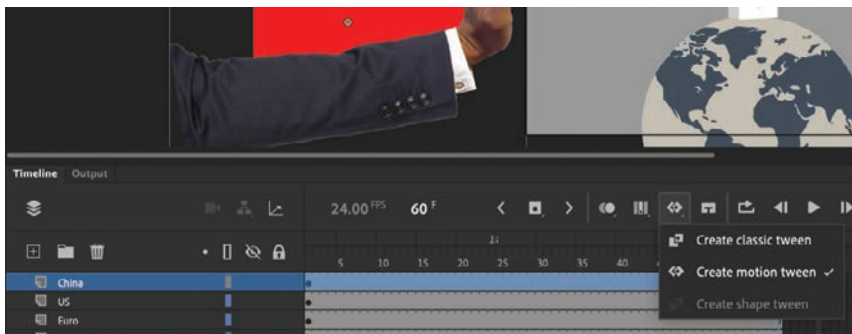 Timeline Output
24.00 FPS 60 F
1s
5 10 15 20 25 30 35 40
Create classic tween
Create motion tween
Create shape tween
China
US
Euro